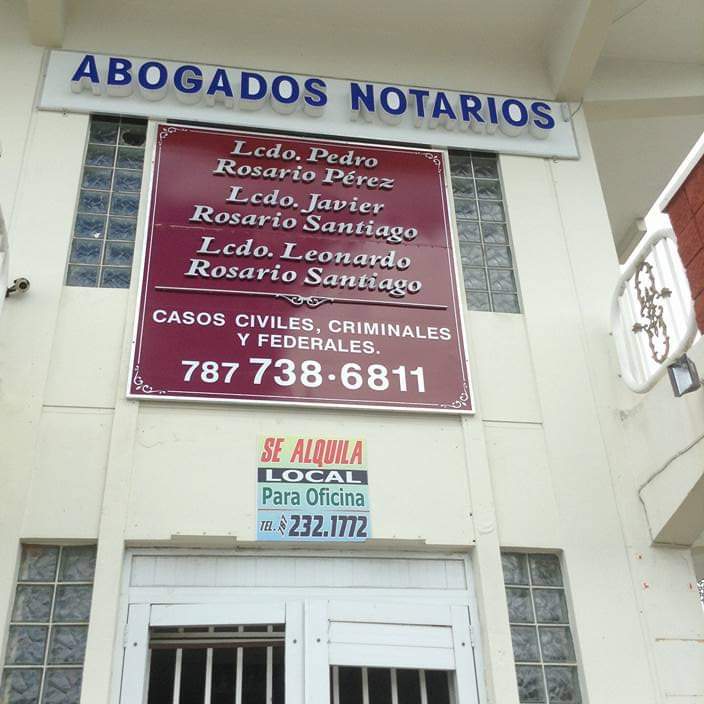 ABOGADOS NOTARIOS
Lcdo. Pedro
Rosario Pérez
Lcdo. Javier
Rosario Santiago
Lcdo. Leonardo
Rosario Santiago
CASOS CIVILES, CRIMINALES
Y FEDERALES.
787 738·6811
SE ALQUILA
LOCAL
Para Oficina
TEL. 232.1772